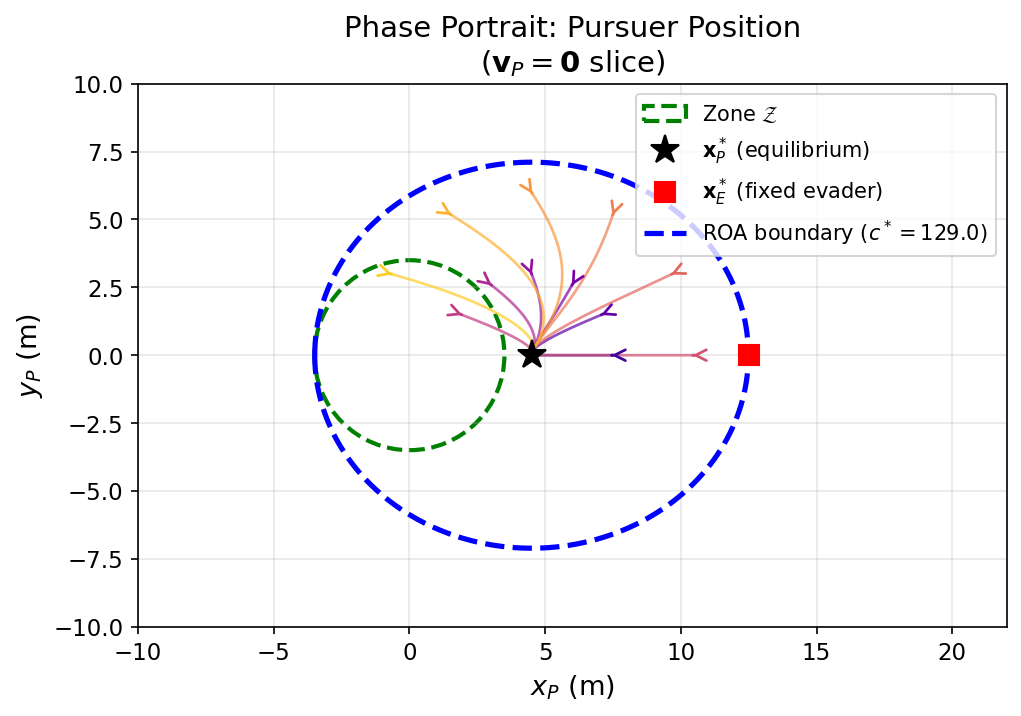 Phase Portrait: Pursuer Position
(𝐯_P = 𝟎 slice)
Zone 𝒵
𝐱*_P (equilibrium)
𝐱*_E (fixed evader)
ROA boundary (c* = 129.0)
y_P (m)
10.0
7.5
5.0
2.5
0.0
−2.5
−5.0
−7.5
−10.0
−10
−5
0
5
10
15
20
x_P (m)